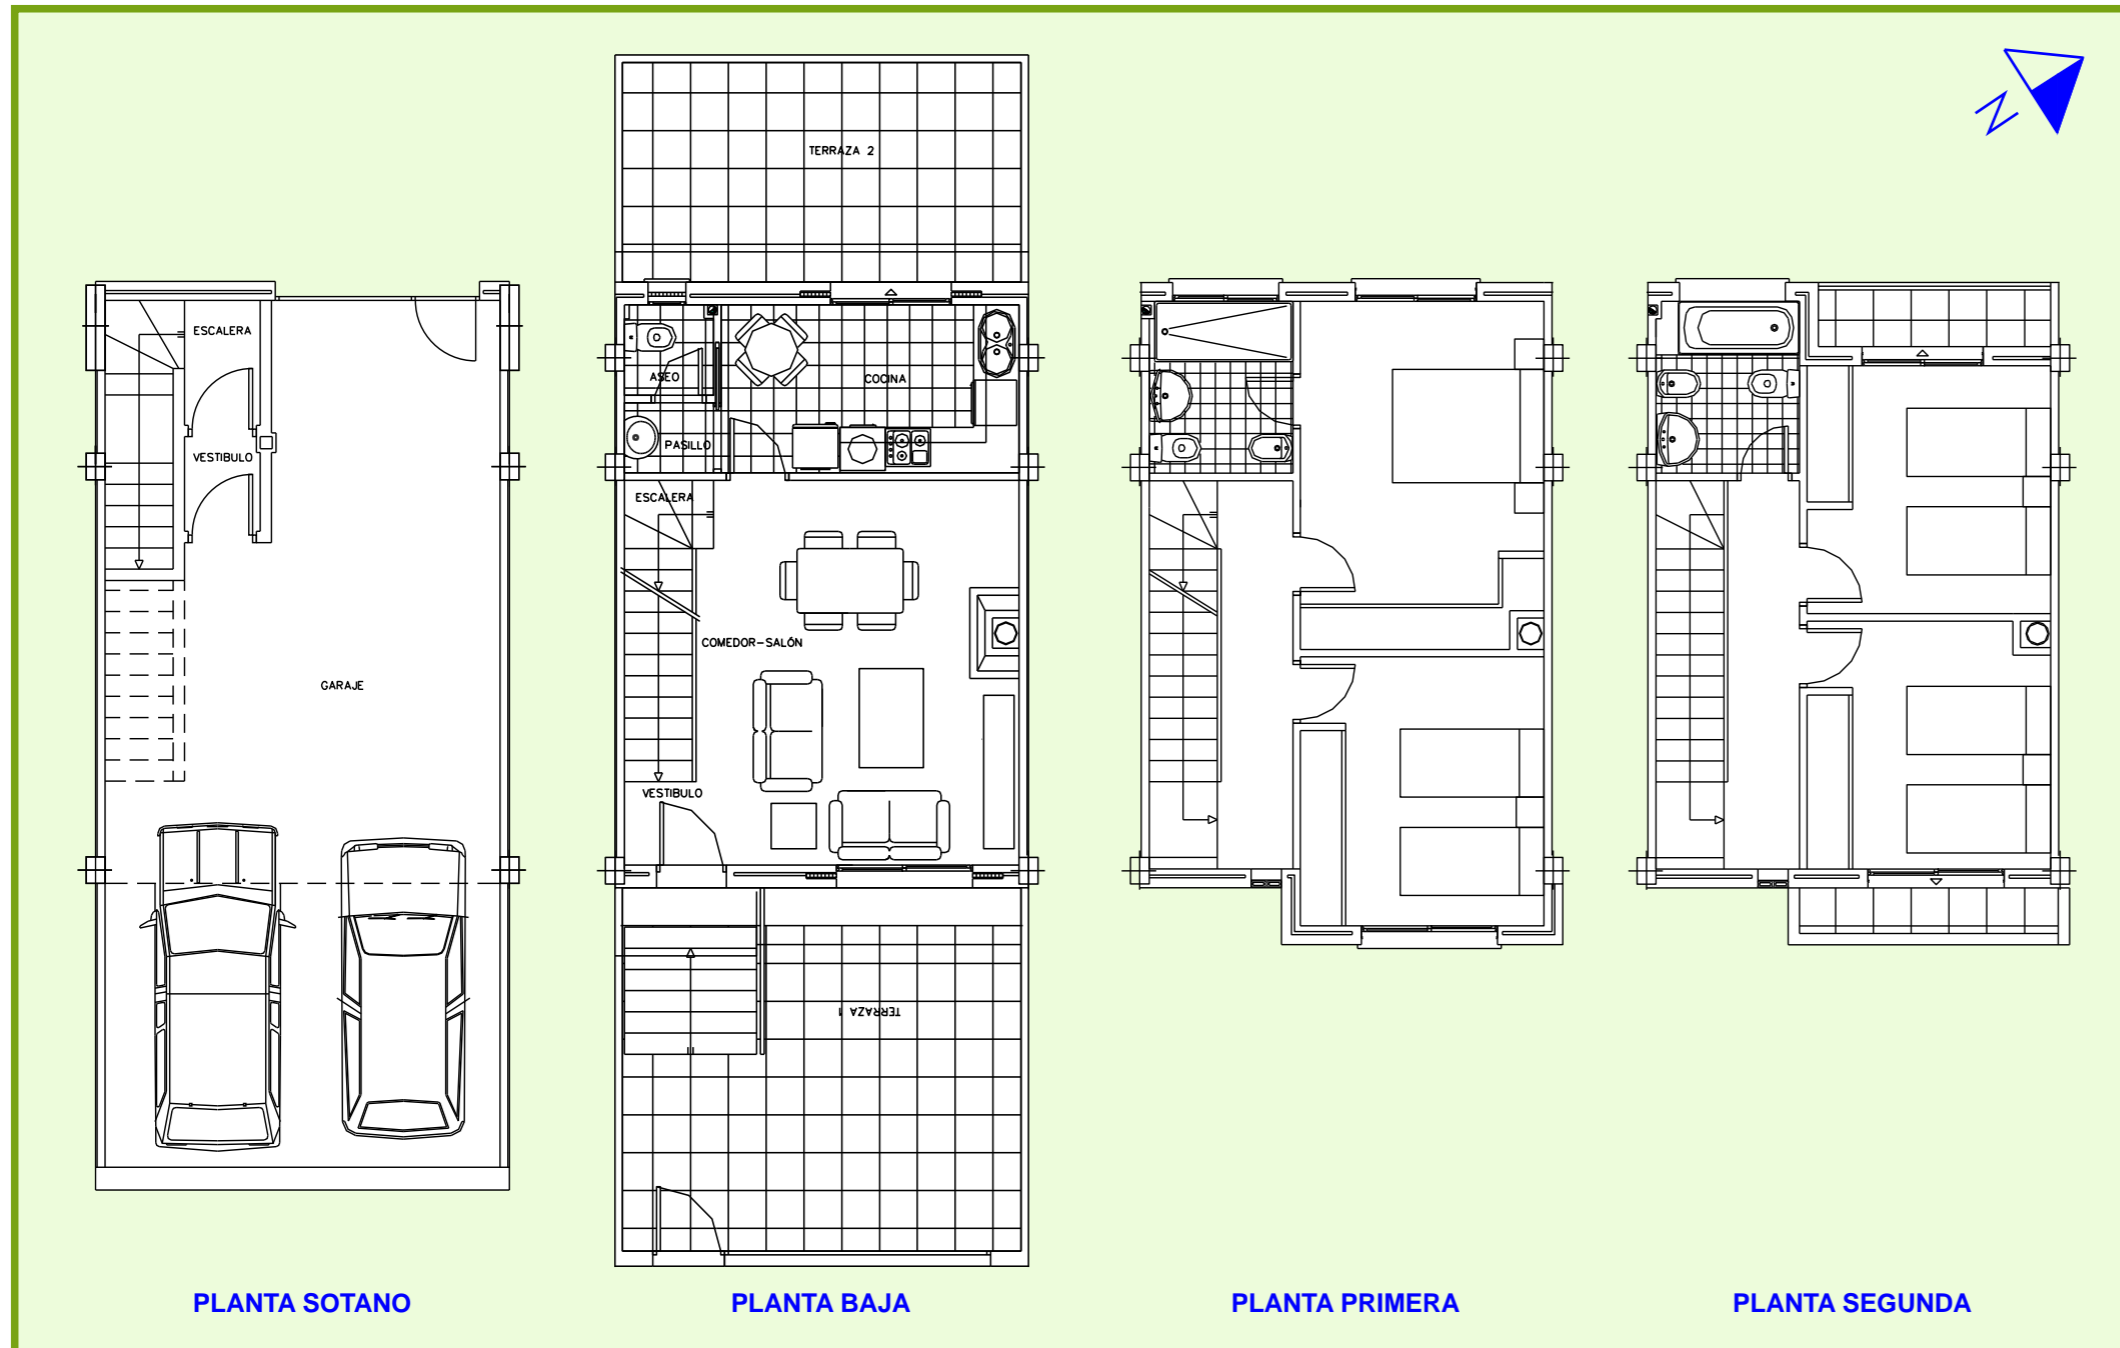 N
ESCALERA
VESTIBULO
GARAJE
PLANTA SOTANO
TERRAZA 2
ASEO
COCINA
PASILLO
ESCALERA
COMEDOR-SALÓN
VESTIBULO
TERRAZA 1
PLANTA BAJA
PLANTA PRIMERA
PLANTA SEGUNDA